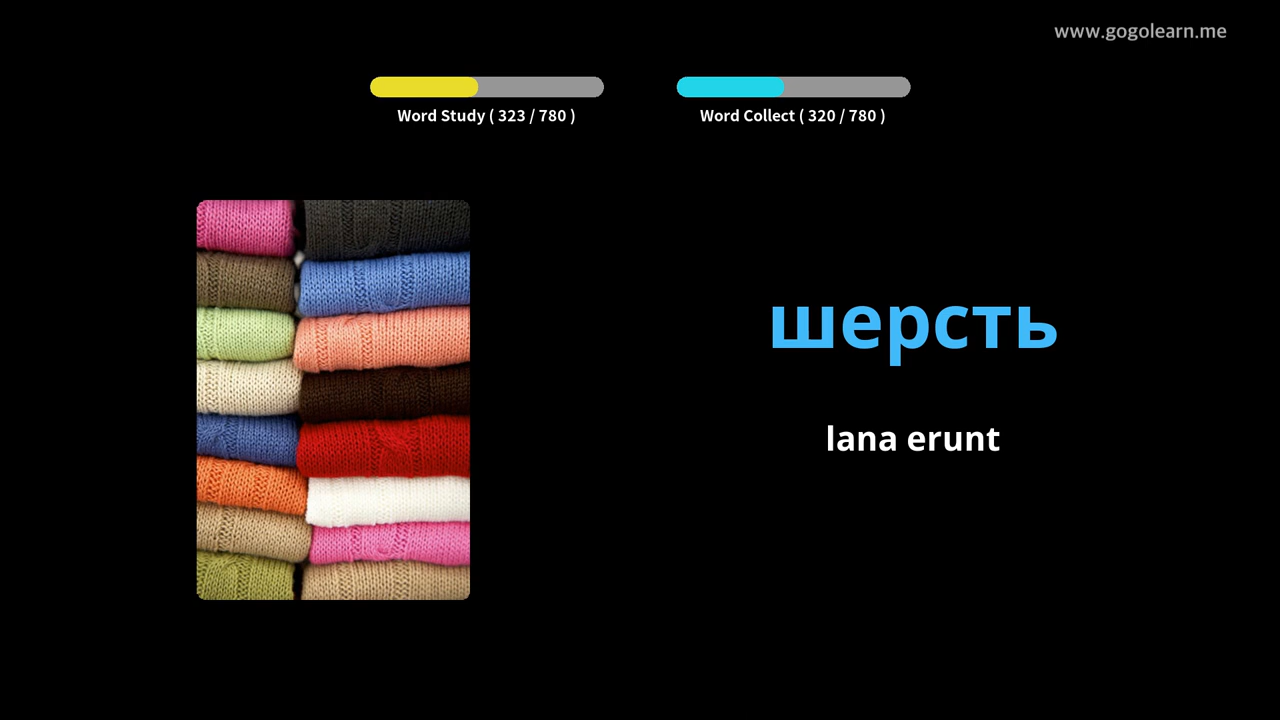 www.gogolearn.me
Word Study ( 323 / 780 )
Word Collect ( 320 / 780 )
шерсть
lana erunt